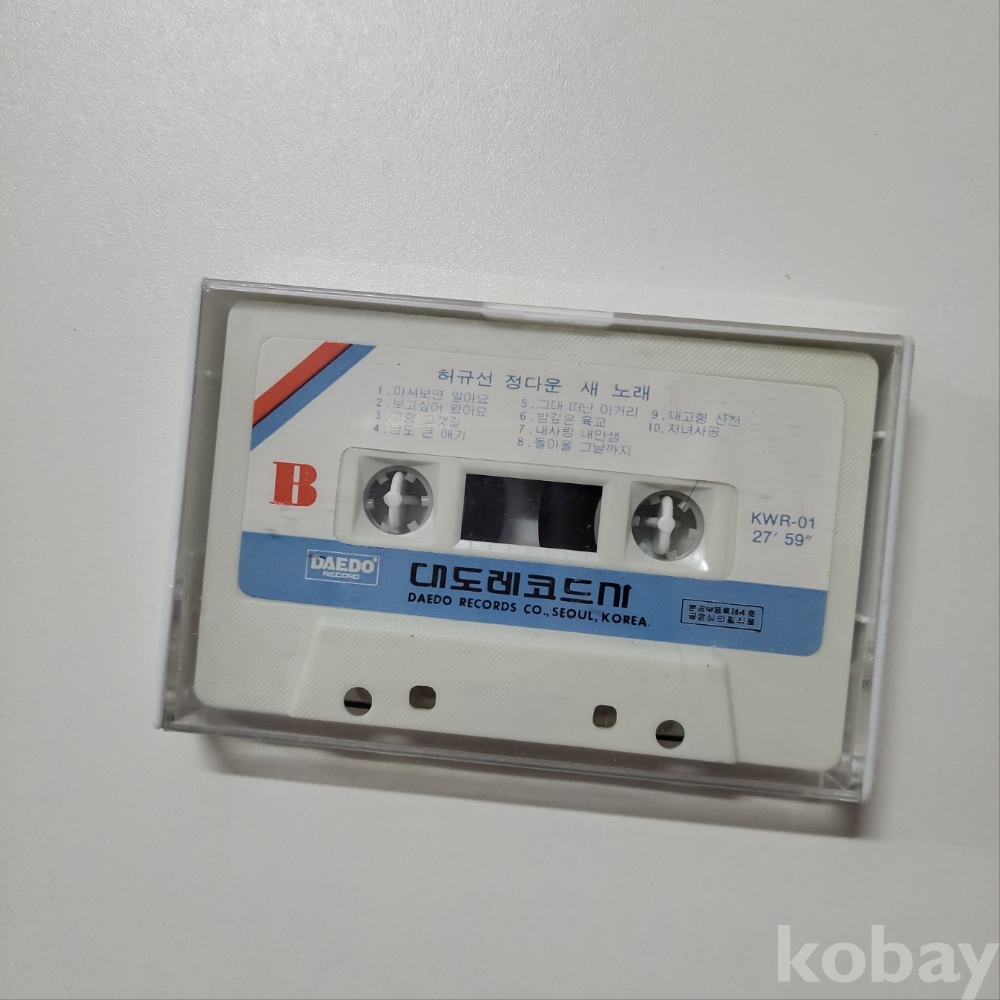 허규선 정다운 새 노래
1. 마셔보면 알아요
2. 보고싶어 왔어요
3. 고향 고갯길
4. 남도 큰 애기
5. 그대 떠난 이거리
6. 밤깊은 육교
7. 내사랑 내인생
8. 돌아올 그날까지
9. 내고향 산천
10. 처녀사공
B
KWR-01
27′ 59″
DAEDO
RECORD
대도레코드사
DAEDO RECORDS CO., SEOUL, KOREA.
kobay